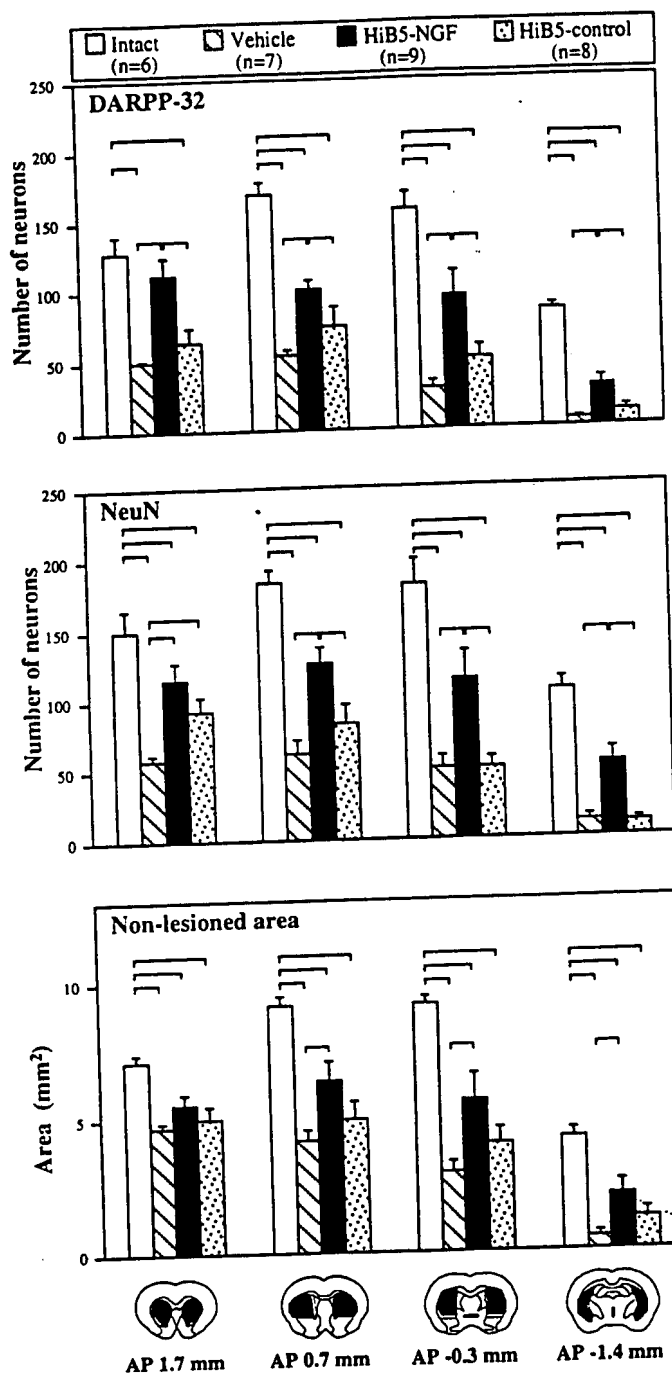 Intact Vehicle HiB5-NGF HiB5-control
(n=6) (n=7) (n=9) (n=8)
DARPP-32
250
200
150
100
50
0
Number of neurons
NeuN
250
200
150
100
50
0
Number of neurons
Non-lesioned area
10
5
0
Area (mm²)
AP 1.7 mm AP 0.7 mm AP -0.3 mm AP -1.4 mm